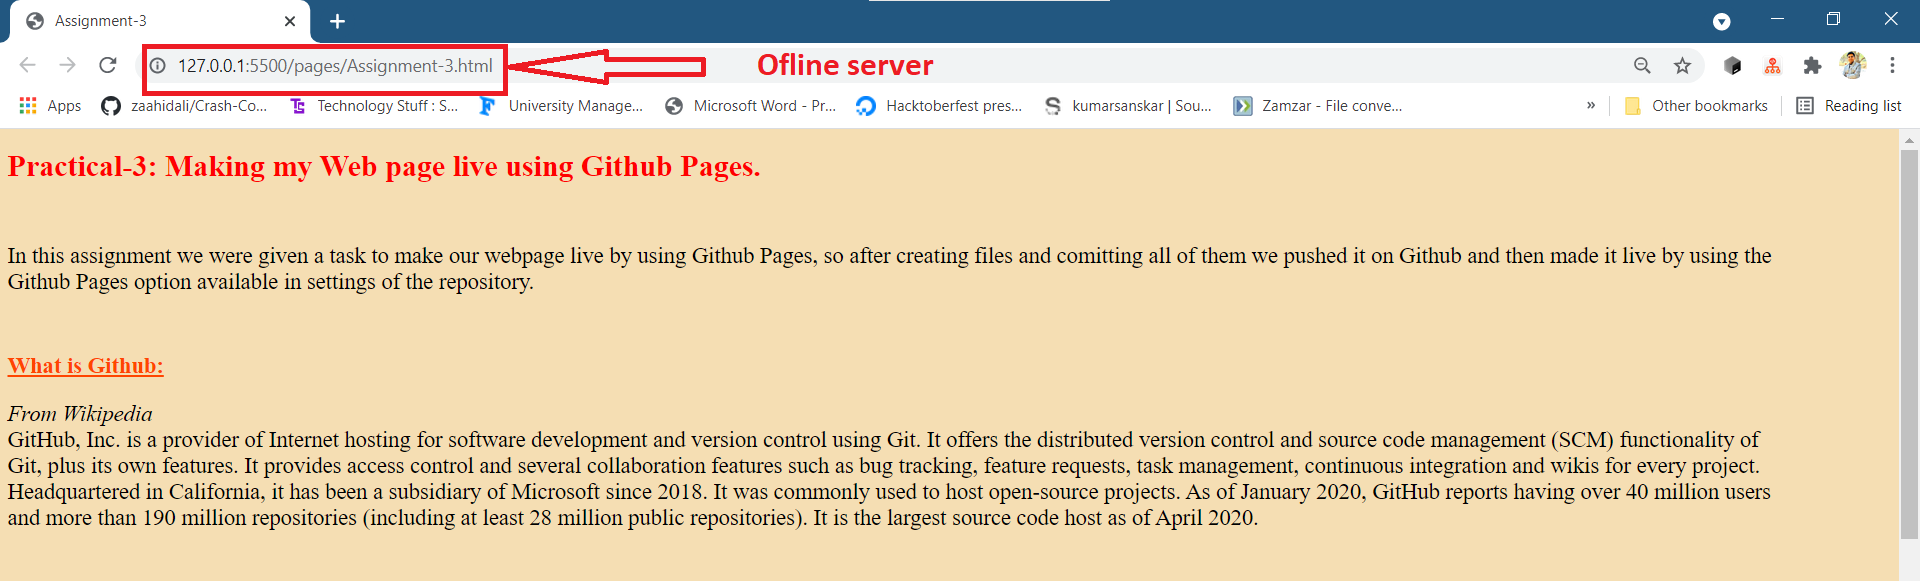 Assignment-3
127.0.0.1:5500/pages/Assignment-3.html
Ofline server
Apps
zaahidali/Crash-Co...
Technology Stuff : S...
University Manage...
Microsoft Word - Pr...
Hacktoberfest pres...
kumarsanskar | Sou...
Zamzar - File conve...
»
Other bookmarks
Reading list
Practical-3: Making my Web page live using Github Pages.
In this assignment we were given a task to make our webpage live by using Github Pages, so after creating files and comitting all of them we pushed it on Github and then made it live by using the
Github Pages option available in settings of the repository.
What is Github:
From Wikipedia
GitHub, Inc. is a provider of Internet hosting for software development and version control using Git. It offers the distributed version control and source code management (SCM) functionality of
Git, plus its own features. It provides access control and several collaboration features such as bug tracking, feature requests, task management, continuous integration and wikis for every project.
Headquartered in California, it has been a subsidiary of Microsoft since 2018. It was commonly used to host open-source projects. As of January 2020, GitHub reports having over 40 million users
and more than 190 million repositories (including at least 28 million public repositories). It is the largest source code host as of April 2020.